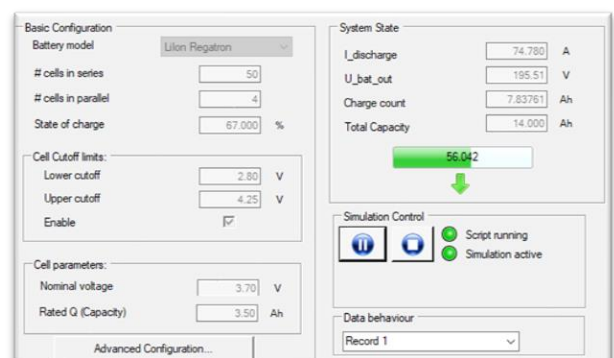 Basic Configuration
Battery model LiIon Regatron
# cells in series 50
# cells in parallel 4
State of charge 67.000 %
Cell Cutoff limits:
Lower cutoff 2.80 V
Upper cutoff 4.25 V
Enable
Cell parameters:
Nominal voltage 3.70 V
Rated Q (Capacity) 3.50 Ah
Advanced Configuration...
System State
I_discharge 74.780 A
U_bat_out 195.51 V
Charge count 7.83761 Ah
Total Capacity 14.000 Ah
56.042
Simulation Control
Script running
Simulation active
Data behaviour
Record 1